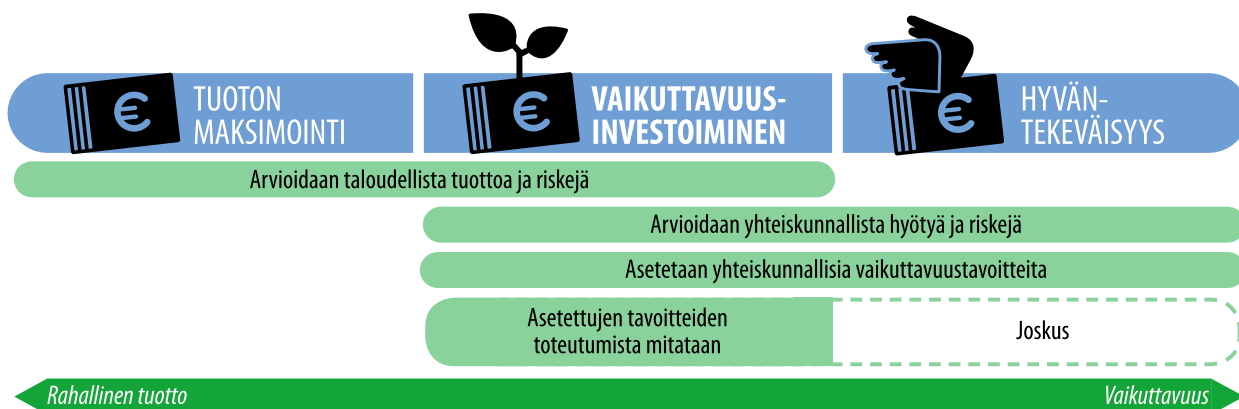 € TUOTON
MAKSIMOINTI
€ VAIKUTTAVUUS-
INVESTOIMINEN
€ HYVÄN-
TEKEVÄISYYS
Arvioidaan taloudellista tuottoa ja riskejä
Arvioidaan yhteiskunnallista hyötyä ja riskejä
Asetetaan yhteiskunnallisia vaikuttavuustavoitteita
Asetettujen tavoitteiden
toteutumista mitataan
Joskus
Rahallinen tuotto
Vaikuttavuus